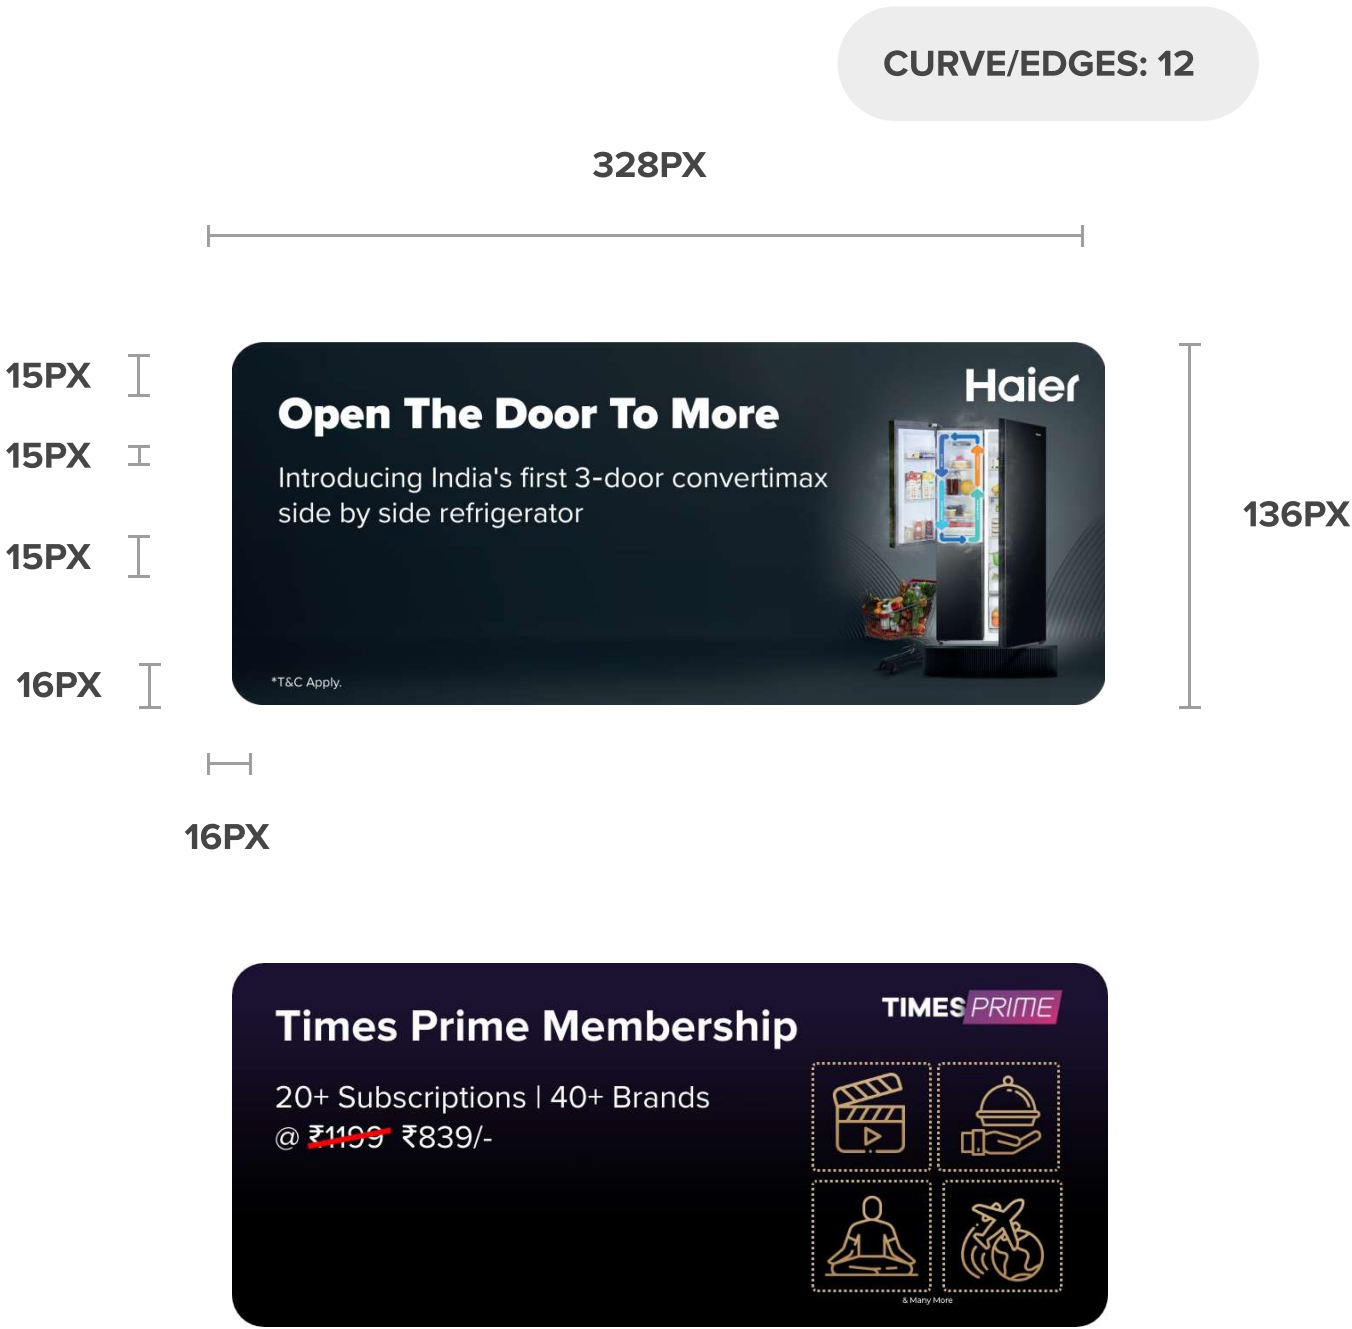 CURVE/EDGES: 12
328PX
15PX
15PX
15PX
16PX
Haier
Open The Door To More
Introducing India's first 3-door convertimax
side by side refrigerator
*T&C Apply.
136PX
16PX
TIMES PRIME
Times Prime Membership
20+ Subscriptions | 40+ Brands
@ ₹1199 ₹839/-
& Many More